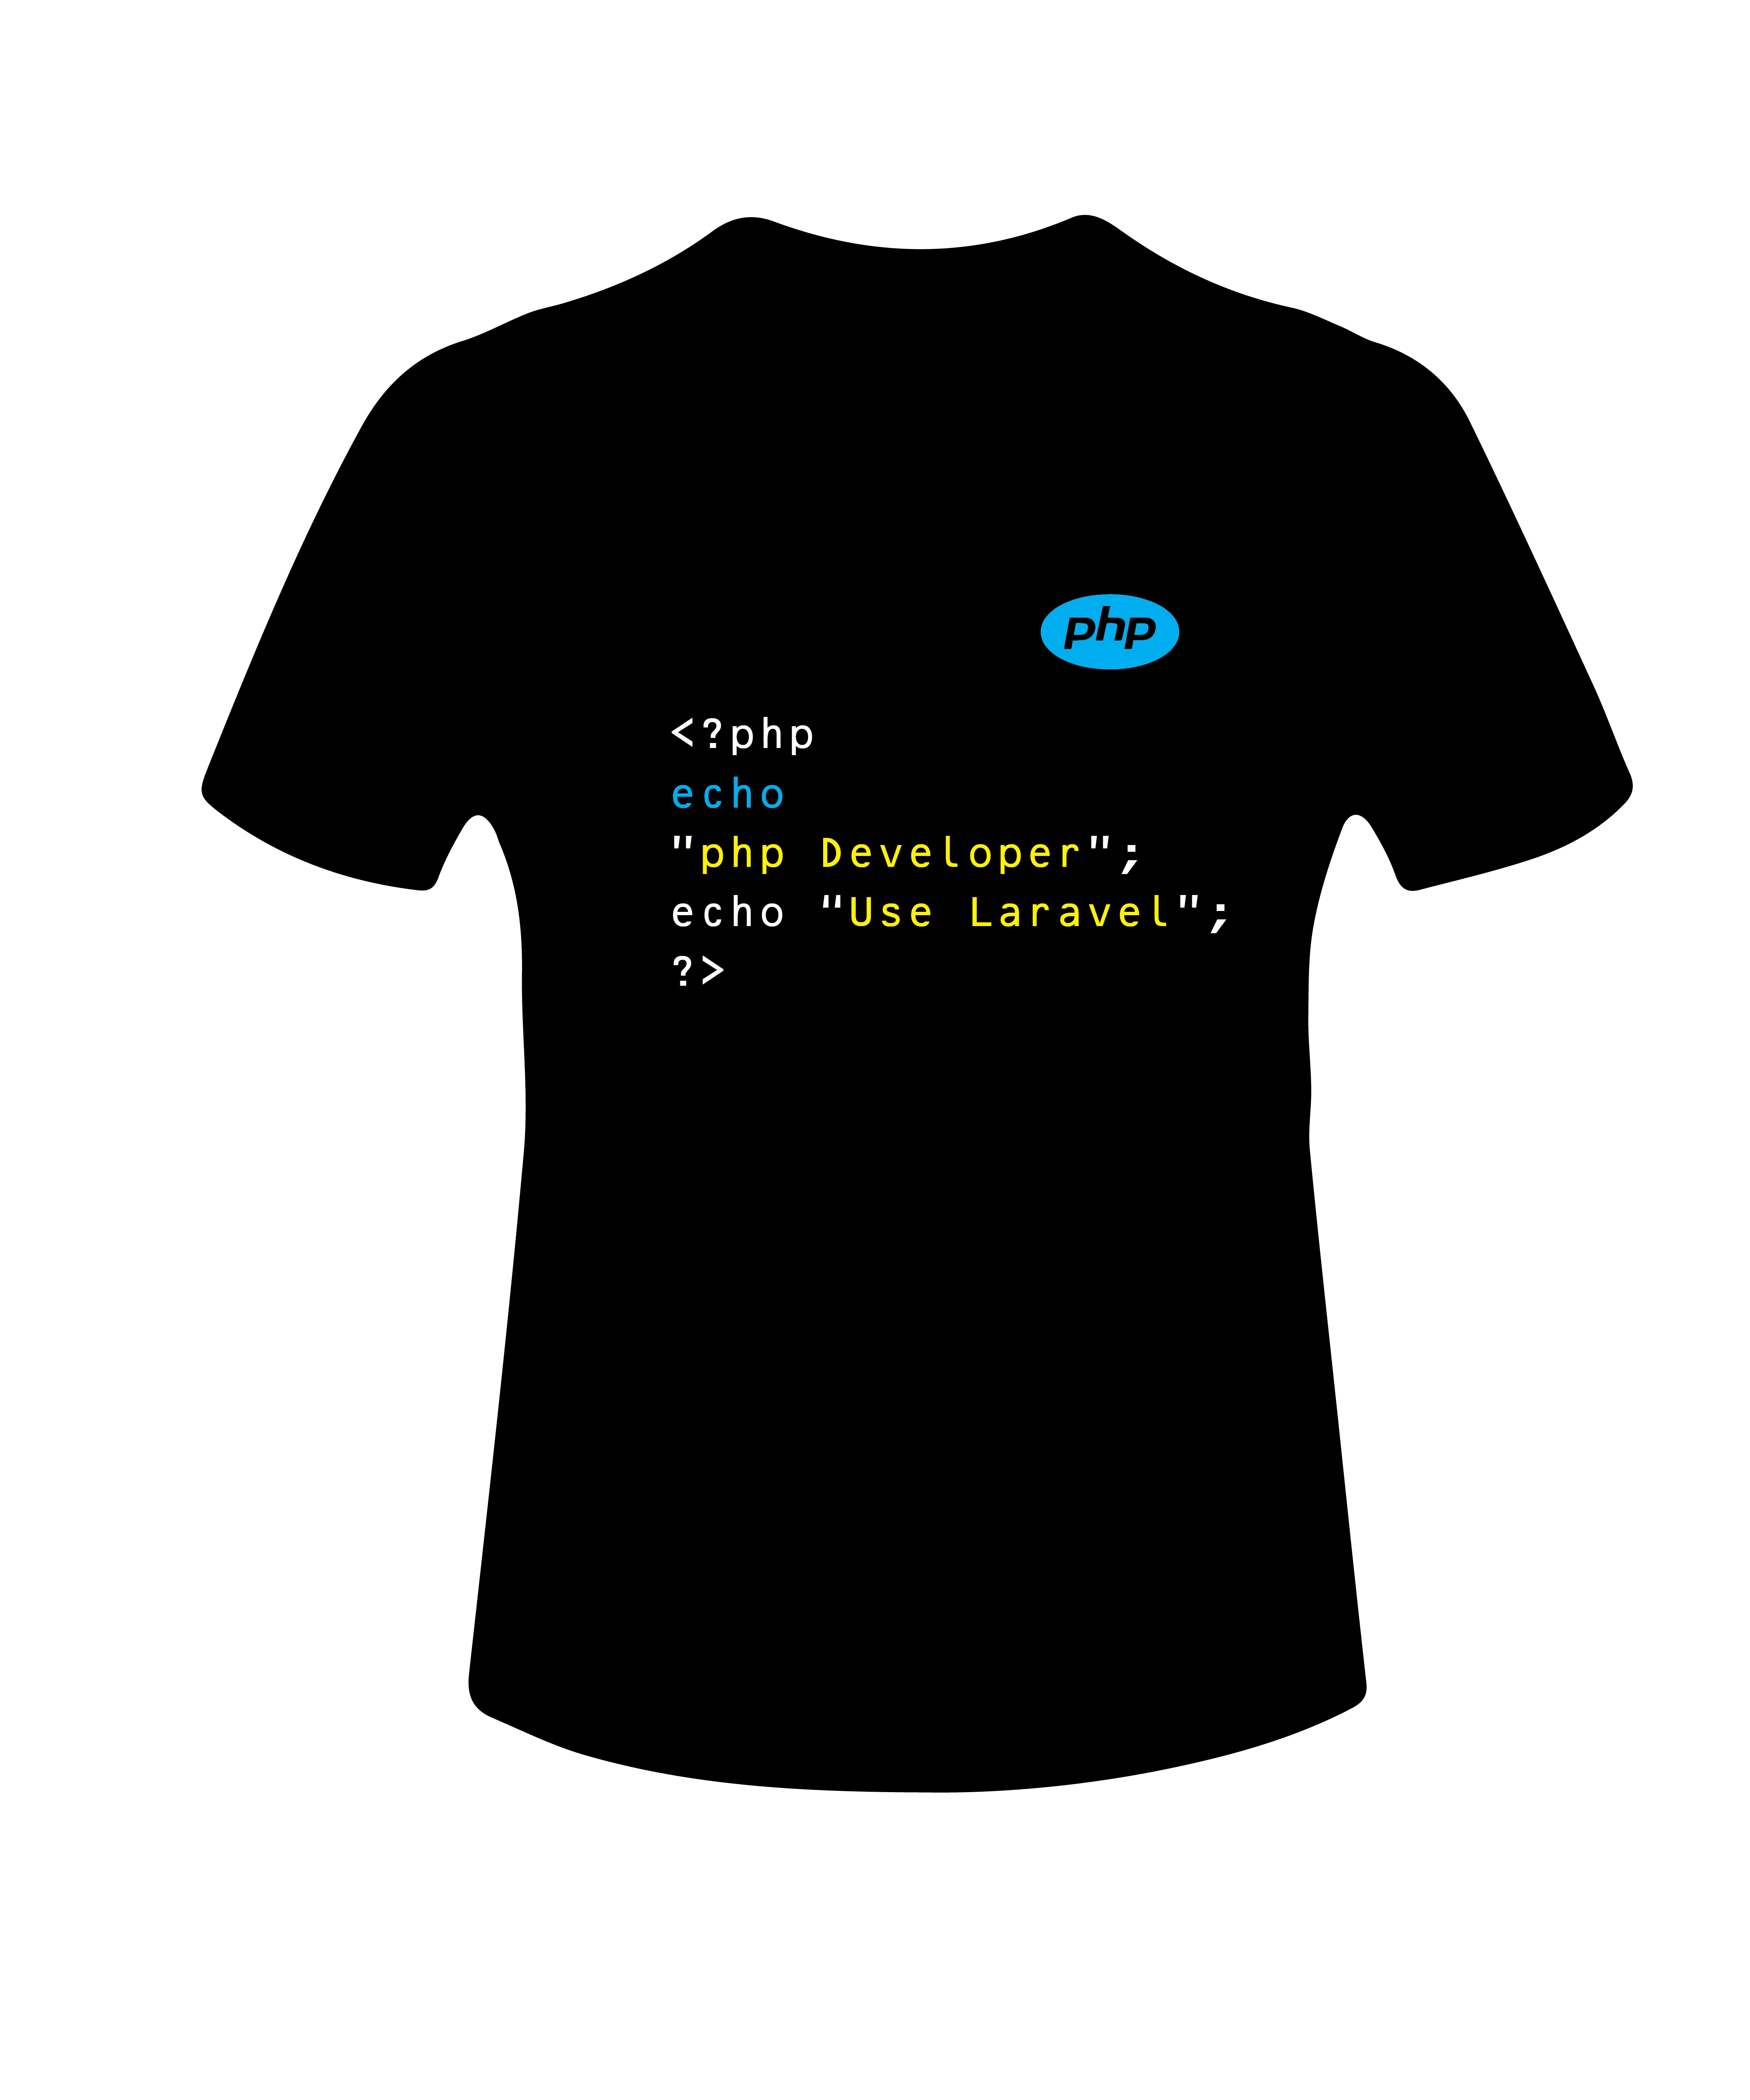 php
<?php
echo
"php Developer";
echo "Use Laravel";
?>